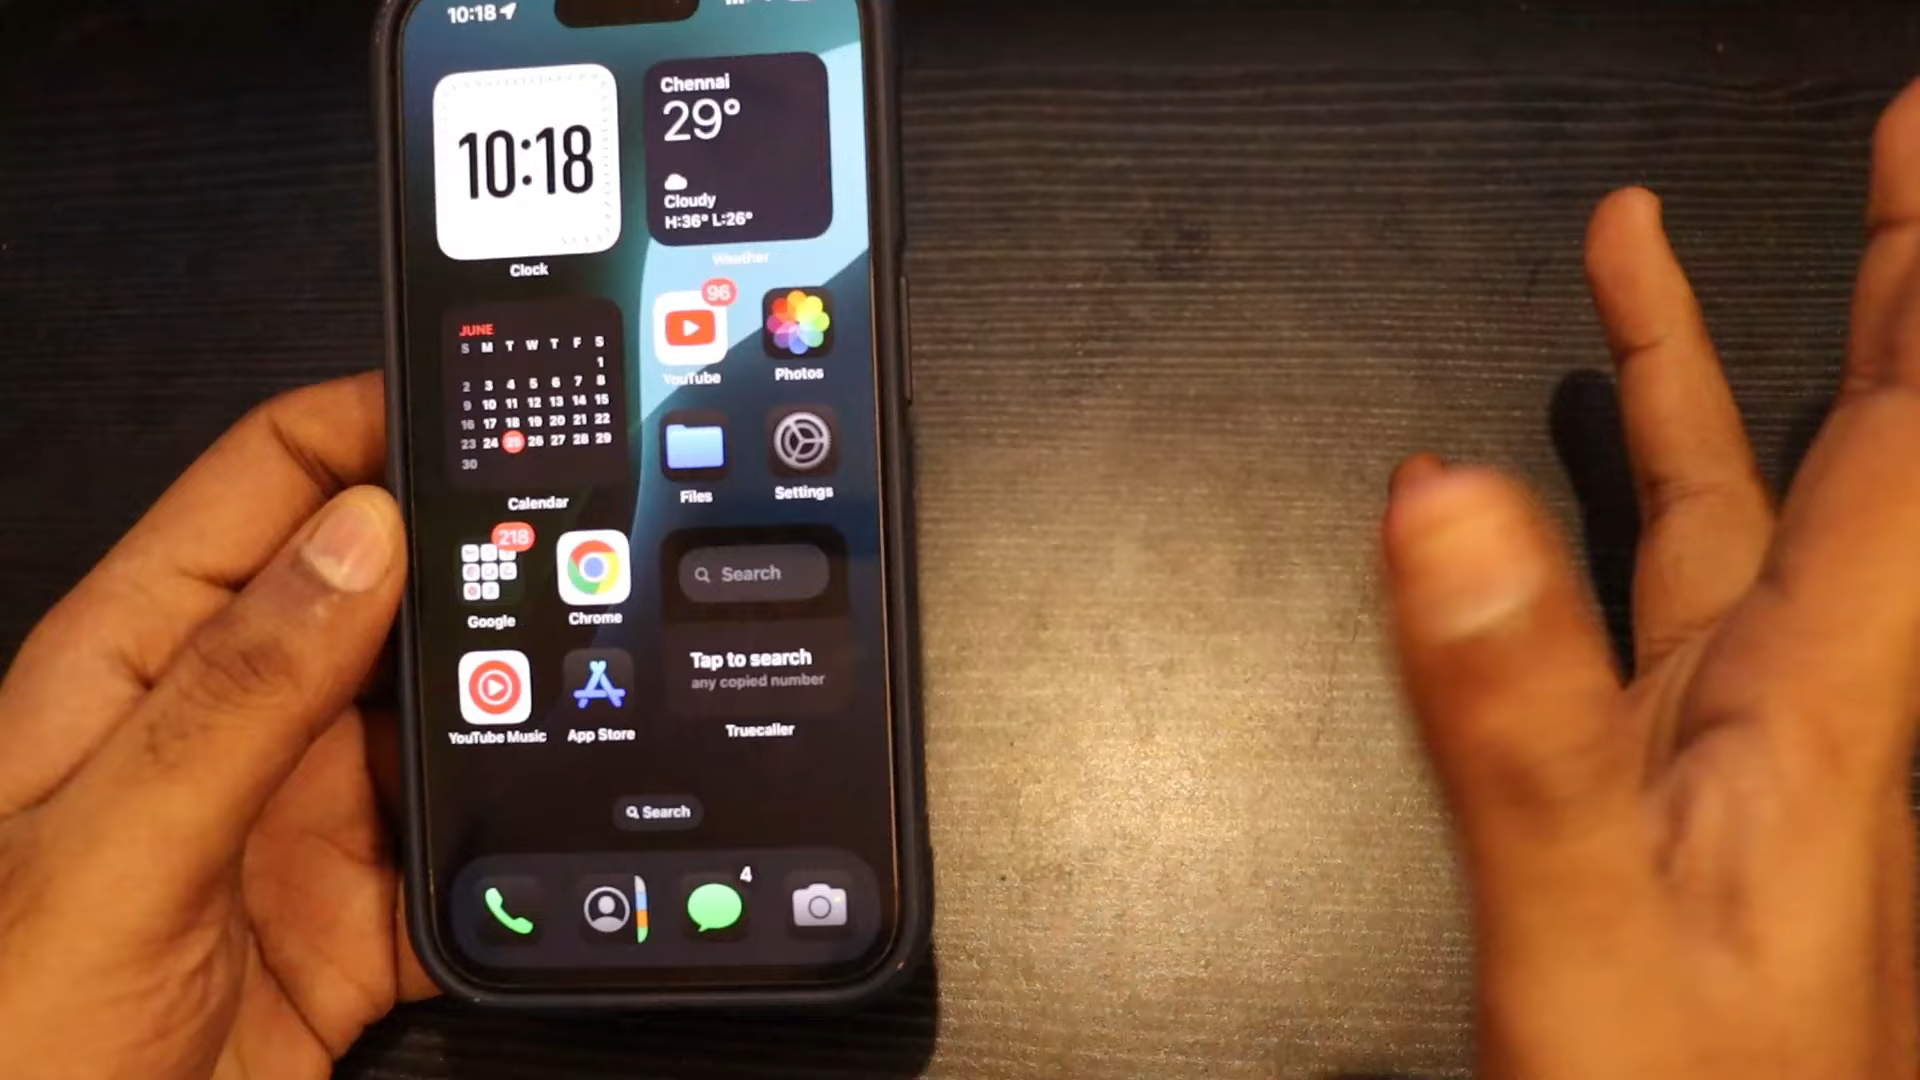 10:18
10:18
Clock
Chennai
29°
Cloudy
H:36° L:26°
Weather
JUNE
S M T W T F S
1
2 3 4 5 6 7 8
9 10 11 12 13 14 15
16 17 18 19 20 21 22
23 24 25 26 27 28 29
30
Calendar
96
YouTube
Photos
Files
Settings
218
Google
Chrome
Search
Tap to search
any copied number
Truecaller
YouTube Music
App Store
Search
4